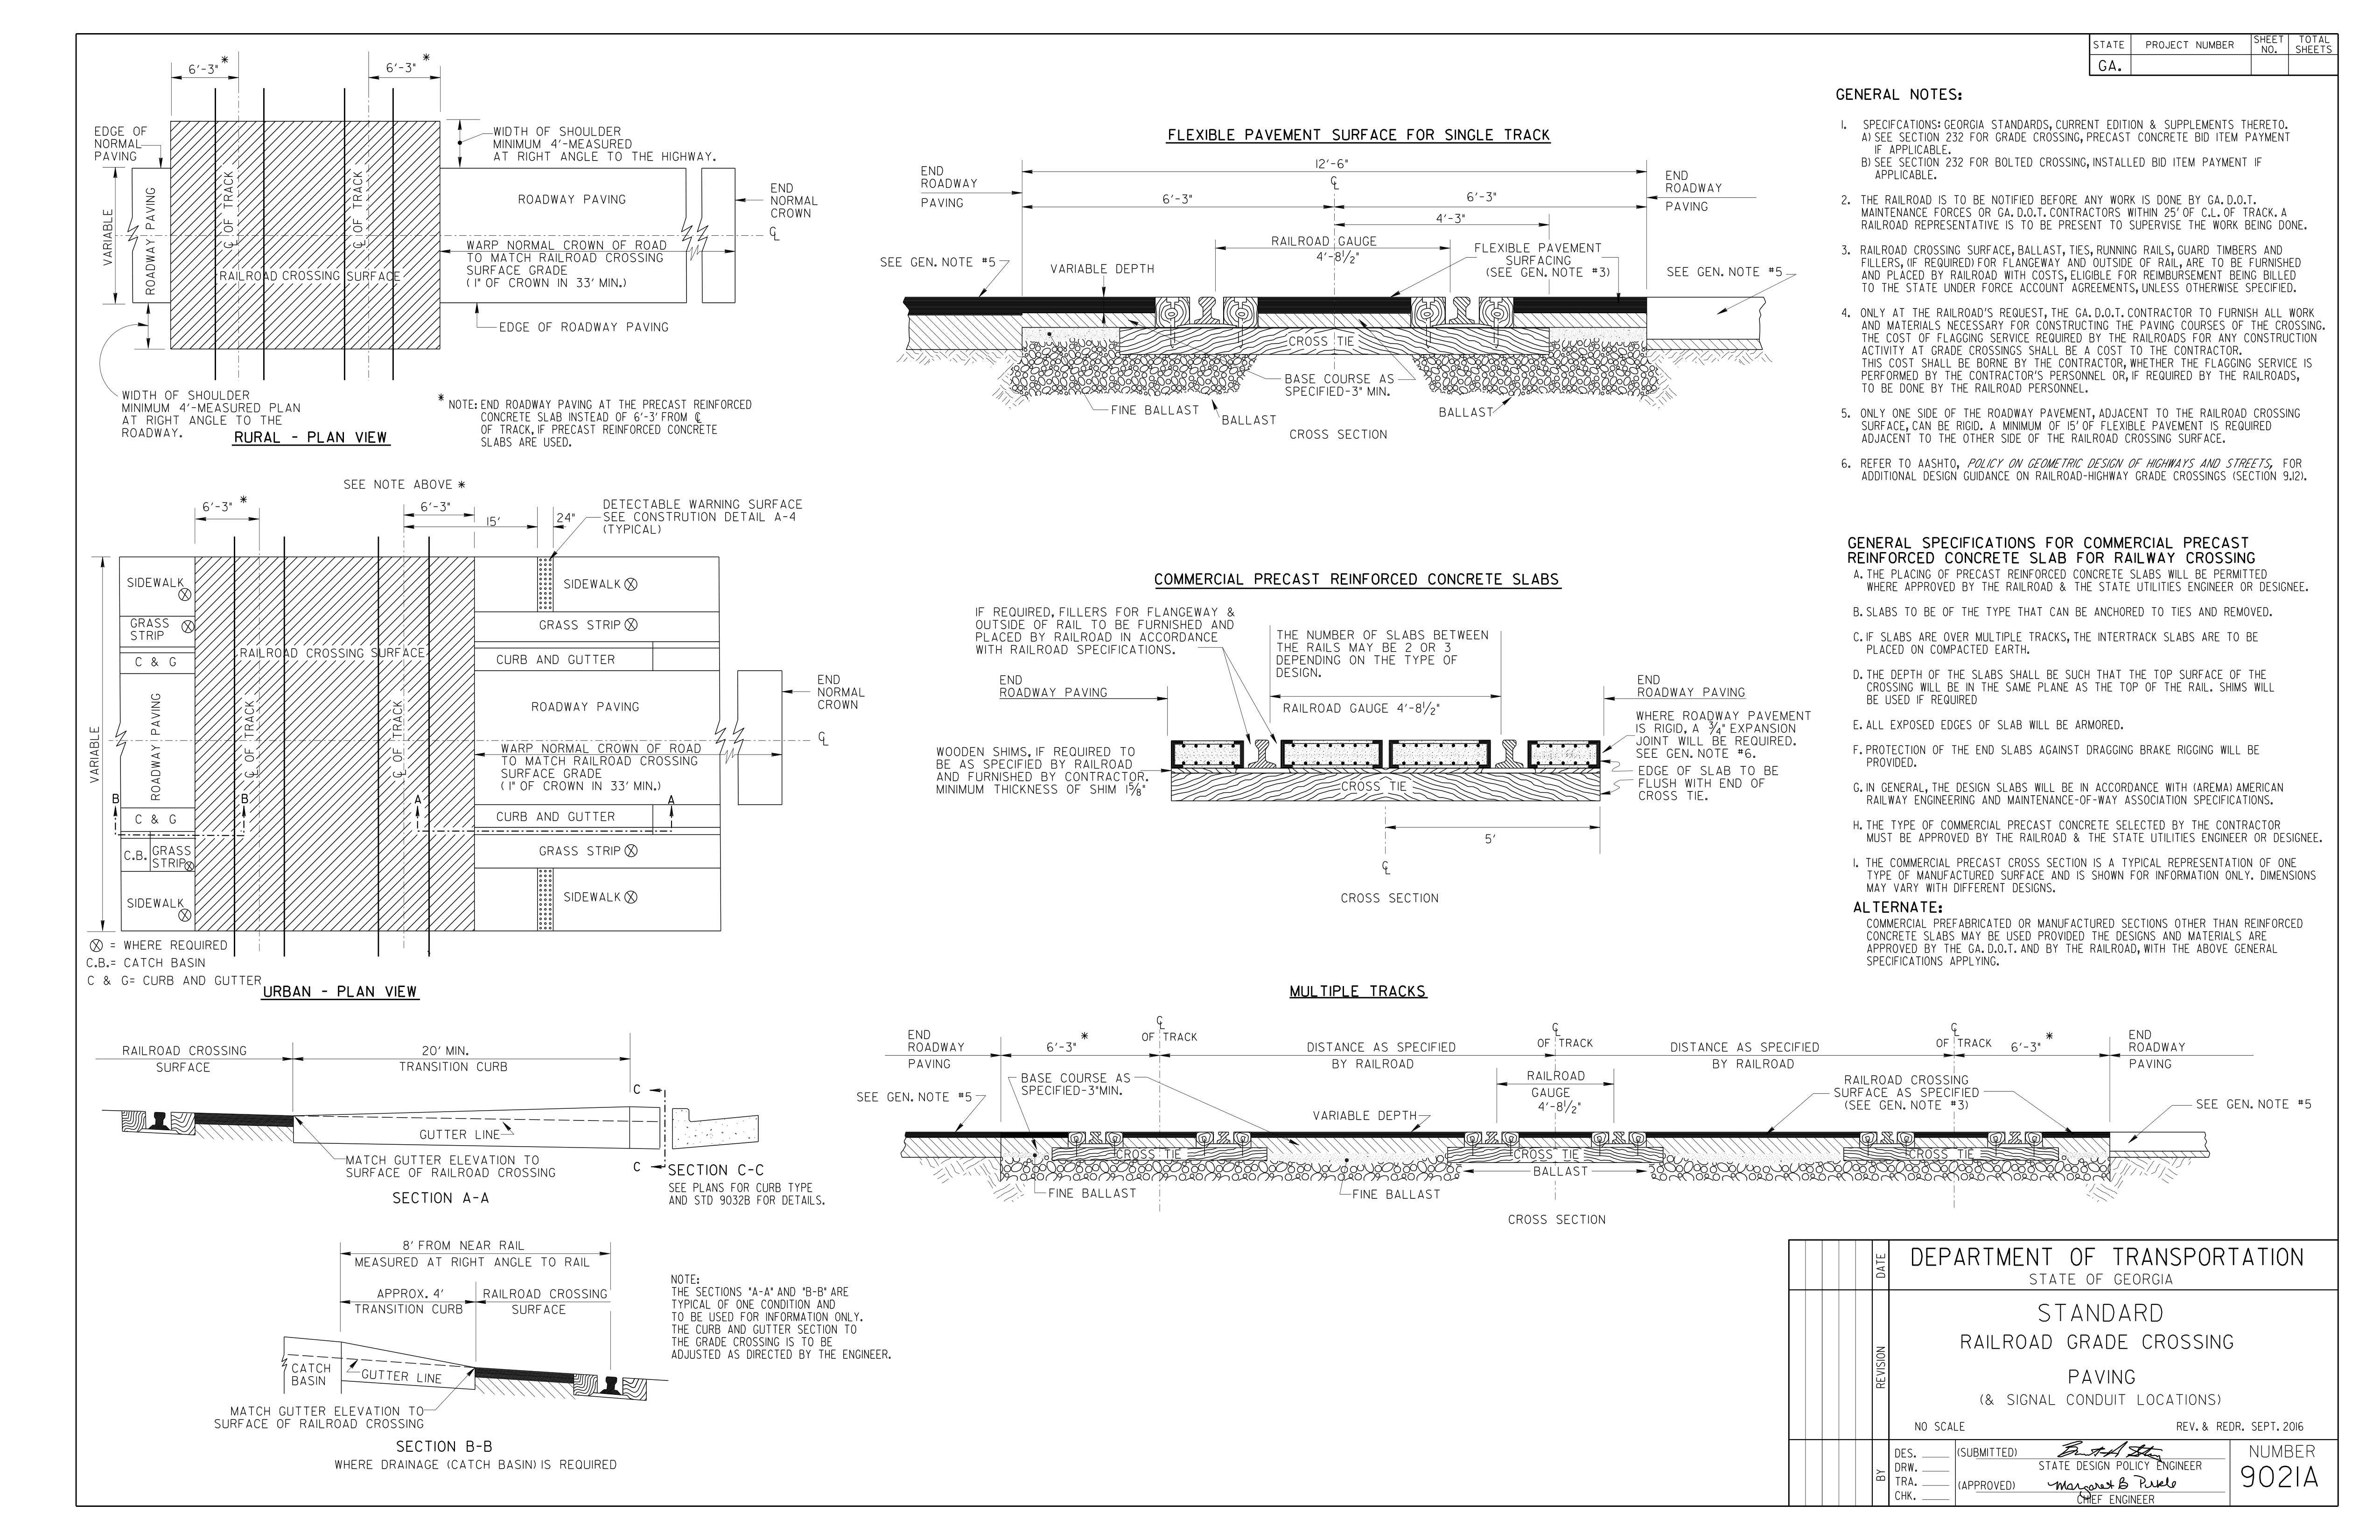 STATE
PROJECT NUMBER
SHEET NO.
TOTAL SHEETS
GA.
6'-3" *
6'-3" *
EDGE OF
NORMAL
PAVING
WIDTH OF SHOULDER
MINIMUM 4'-MEASURED
AT RIGHT ANGLE TO THE HIGHWAY.
VARIABLE
ROADWAY PAVING
℄ OF TRACK
℄ OF TRACK
ROADWAY PAVING
END
NORMAL
CROWN
℄
WARP NORMAL CROWN OF ROAD
TO MATCH RAILROAD CROSSING
SURFACE GRADE
( 1" OF CROWN IN 33' MIN.)
RAILROAD CROSSING SURFACE
EDGE OF ROADWAY PAVING
WIDTH OF SHOULDER
MINIMUM 4'-MEASURED PLAN
AT RIGHT ANGLE TO THE
ROADWAY.
RURAL - PLAN VIEW
* NOTE: END ROADWAY PAVING AT THE PRECAST REINFORCED
CONCRETE SLAB INSTEAD OF 6'-3' FROM ℄
OF TRACK, IF PRECAST REINFORCED CONCRETE
SLABS ARE USED.
SEE NOTE ABOVE *
6'-3" *
6'-3"
15'
24"
DETECTABLE WARNING SURFACE
SEE CONSTRUTION DETAIL A-4
(TYPICAL)
SIDEWALK ⓧ
SIDEWALK ⓧ
GRASS
STRIP ⓧ
GRASS STRIP ⓧ
RAILROAD CROSSING SURFACE
C & G
CURB AND GUTTER
VARIABLE
ROADWAY PAVING
℄ OF TRACK
℄ OF TRACK
ROADWAY PAVING
END
NORMAL
CROWN
℄
WARP NORMAL CROWN OF ROAD
TO MATCH RAILROAD CROSSING
SURFACE GRADE
( 1" OF CROWN IN 33' MIN.)
B
B
A
A
C & G
CURB AND GUTTER
C.B.
GRASS
STRIP ⓧ
GRASS STRIP ⓧ
SIDEWALK ⓧ
SIDEWALK ⓧ
ⓧ = WHERE REQUIRED
C.B.= CATCH BASIN
C & G= CURB AND GUTTER
URBAN - PLAN VIEW
RAILROAD CROSSING
SURFACE
20' MIN.
TRANSITION CURB
C
GUTTER LINE
MATCH GUTTER ELEVATION TO
SURFACE OF RAILROAD CROSSING
C
SECTION A-A
SECTION C-C
SEE PLANS FOR CURB TYPE
AND STD 9032B FOR DETAILS.
8' FROM NEAR RAIL
MEASURED AT RIGHT ANGLE TO RAIL
APPROX. 4'
TRANSITION CURB
RAILROAD CROSSING
SURFACE
CATCH
BASIN
GUTTER LINE
MATCH GUTTER ELEVATION TO
SURFACE OF RAILROAD CROSSING
SECTION B-B
WHERE DRAINAGE (CATCH BASIN) IS REQUIRED
NOTE:
THE SECTIONS "A-A" AND "B-B" ARE
TYPICAL OF ONE CONDITION AND
TO BE USED FOR INFORMATION ONLY.
THE CURB AND GUTTER SECTION TO
THE GRADE CROSSING IS TO BE
ADJUSTED AS DIRECTED BY THE ENGINEER.
FLEXIBLE PAVEMENT SURFACE FOR SINGLE TRACK
END
ROADWAY
PAVING
12'-6"
℄
END
ROADWAY
PAVING
6'-3"
6'-3"
4'-3"
RAILROAD GAUGE
4'-8½"
FLEXIBLE PAVEMENT
SURFACING
(SEE GEN. NOTE #3)
SEE GEN. NOTE #5
VARIABLE DEPTH
SEE GEN. NOTE #5
CROSS TIE
BASE COURSE AS
SPECIFIED-3" MIN.
FINE BALLAST
BALLAST
BALLAST
CROSS SECTION
COMMERCIAL PRECAST REINFORCED CONCRETE SLABS
IF REQUIRED, FILLERS FOR FLANGEWAY &
OUTSIDE OF RAIL TO BE FURNISHED AND
PLACED BY RAILROAD IN ACCORDANCE
WITH RAILROAD SPECIFICATIONS.
THE NUMBER OF SLABS BETWEEN
THE RAILS MAY BE 2 OR 3
DEPENDING ON THE TYPE OF
DESIGN.
END
ROADWAY PAVING
END
ROADWAY PAVING
RAILROAD GAUGE 4'-8½"
WHERE ROADWAY PAVEMENT
IS RIGID, A ¾" EXPANSION
JOINT WILL BE REQUIRED.
SEE GEN. NOTE #6.
WOODEN SHIMS, IF REQUIRED TO
BE AS SPECIFIED BY RAILROAD
AND FURNISHED BY CONTRACTOR.
MINIMUM THICKNESS OF SHIM 1⅝"
EDGE OF SLAB TO BE
FLUSH WITH END OF
CROSS TIE.
CROSS TIE
5'
℄
CROSS SECTION
MULTIPLE TRACKS
END
ROADWAY
PAVING
6'-3" *
℄
OF TRACK
DISTANCE AS SPECIFIED
BY RAILROAD
℄
OF TRACK
DISTANCE AS SPECIFIED
BY RAILROAD
℄
OF TRACK
6'-3" *
END
ROADWAY
PAVING
SEE GEN. NOTE #5
BASE COURSE AS
SPECIFIED-3"MIN.
RAILROAD
GAUGE
4'-8½"
VARIABLE DEPTH
RAILROAD CROSSING
SURFACE AS SPECIFIED
(SEE GEN. NOTE #3)
SEE GEN. NOTE #5
CROSS TIE
CROSS TIE
CROSS TIE
BALLAST
FINE BALLAST
FINE BALLAST
CROSS SECTION
GENERAL NOTES:
1. SPECIFCATIONS: GEORGIA STANDARDS, CURRENT EDITION & SUPPLEMENTS THERETO.
A) SEE SECTION 232 FOR GRADE CROSSING, PRECAST CONCRETE BID ITEM PAYMENT
IF APPLICABLE.
B) SEE SECTION 232 FOR BOLTED CROSSING, INSTALLED BID ITEM PAYMENT IF
APPLICABLE.
2. THE RAILROAD IS TO BE NOTIFIED BEFORE ANY WORK IS DONE BY GA. D.O.T.
MAINTENANCE FORCES OR GA. D.O.T. CONTRACTORS WITHIN 25' OF C.L. OF TRACK. A
RAILROAD REPRESENTATIVE IS TO BE PRESENT TO SUPERVISE THE WORK BEING DONE.
3. RAILROAD CROSSING SURFACE, BALLAST, TIES, RUNNING RAILS, GUARD TIMBERS AND
FILLERS, (IF REQUIRED) FOR FLANGEWAY AND OUTSIDE OF RAIL, ARE TO BE FURNISHED
AND PLACED BY RAILROAD WITH COSTS, ELIGIBLE FOR REIMBURSEMENT BEING BILLED
TO THE STATE UNDER FORCE ACCOUNT AGREEMENTS, UNLESS OTHERWISE SPECIFIED.
4. ONLY AT THE RAILROAD'S REQUEST, THE GA. D.O.T. CONTRACTOR TO FURNISH ALL WORK
AND MATERIALS NECESSARY FOR CONSTRUCTING THE PAVING COURSES OF THE CROSSING.
THE COST OF FLAGGING SERVICE REQUIRED BY THE RAILROADS FOR ANY CONSTRUCTION
ACTIVITY AT GRADE CROSSINGS SHALL BE A COST TO THE CONTRACTOR.
THIS COST SHALL BE BORNE BY THE CONTRACTOR, WHETHER THE FLAGGING SERVICE IS
PERFORMED BY THE CONTRACTOR'S PERSONNEL OR, IF REQUIRED BY THE RAILROADS,
TO BE DONE BY THE RAILROAD PERSONNEL.
5. ONLY ONE SIDE OF THE ROADWAY PAVEMENT, ADJACENT TO THE RAILROAD CROSSING
SURFACE, CAN BE RIGID. A MINIMUM OF 15' OF FLEXIBLE PAVEMENT IS REQUIRED
ADJACENT TO THE OTHER SIDE OF THE RAILROAD CROSSING SURFACE.
6. REFER TO AASHTO, POLICY ON GEOMETRIC DESIGN OF HIGHWAYS AND STREETS, FOR
ADDITIONAL DESIGN GUIDANCE ON RAILROAD-HIGHWAY GRADE CROSSINGS (SECTION 9.12).
GENERAL SPECIFICATIONS FOR COMMERCIAL PRECAST
REINFORCED CONCRETE SLAB FOR RAILWAY CROSSING
A. THE PLACING OF PRECAST REINFORCED CONCRETE SLABS WILL BE PERMITTED
WHERE APPROVED BY THE RAILROAD & THE STATE UTILITIES ENGINEER OR DESIGNEE.
B. SLABS TO BE OF THE TYPE THAT CAN BE ANCHORED TO TIES AND REMOVED.
C. IF SLABS ARE OVER MULTIPLE TRACKS, THE INTERTRACK SLABS ARE TO BE
PLACED ON COMPACTED EARTH.
D. THE DEPTH OF THE SLABS SHALL BE SUCH THAT THE TOP SURFACE OF THE
CROSSING WILL BE IN THE SAME PLANE AS THE TOP OF THE RAIL. SHIMS WILL
BE USED IF REQUIRED
E. ALL EXPOSED EDGES OF SLAB WILL BE ARMORED.
F. PROTECTION OF THE END SLABS AGAINST DRAGGING BRAKE RIGGING WILL BE
PROVIDED.
G. IN GENERAL, THE DESIGN SLABS WILL BE IN ACCORDANCE WITH (AREMA) AMERICAN
RAILWAY ENGINEERING AND MAINTENANCE-OF-WAY ASSOCIATION SPECIFICATIONS.
H. THE TYPE OF COMMERCIAL PRECAST CONCRETE SELECTED BY THE CONTRACTOR
MUST BE APPROVED BY THE RAILROAD & THE STATE UTILITIES ENGINEER OR DESIGNEE.
I. THE COMMERCIAL PRECAST CROSS SECTION IS A TYPICAL REPRESENTATION OF ONE
TYPE OF MANUFACTURED SURFACE AND IS SHOWN FOR INFORMATION ONLY. DIMENSIONS
MAY VARY WITH DIFFERENT DESIGNS.
ALTERNATE:
COMMERCIAL PREFABRICATED OR MANUFACTURED SECTIONS OTHER THAN REINFORCED
CONCRETE SLABS MAY BE USED PROVIDED THE DESIGNS AND MATERIALS ARE
APPROVED BY THE GA. D.O.T. AND BY THE RAILROAD, WITH THE ABOVE GENERAL
SPECIFICATIONS APPLYING.
DATE
REVISION
BY
DEPARTMENT OF TRANSPORTATION
STATE OF GEORGIA
STANDARD
RAILROAD GRADE CROSSING
PAVING
(& SIGNAL CONDUIT LOCATIONS)
NO SCALE
REV. & REDR. SEPT. 2016
DES.
DRW.
TRA.
CHK.
(SUBMITTED)
STATE DESIGN POLICY ENGINEER
(APPROVED)
Margaret B Pirkle
CHIEF ENGINEER
NUMBER
9021A